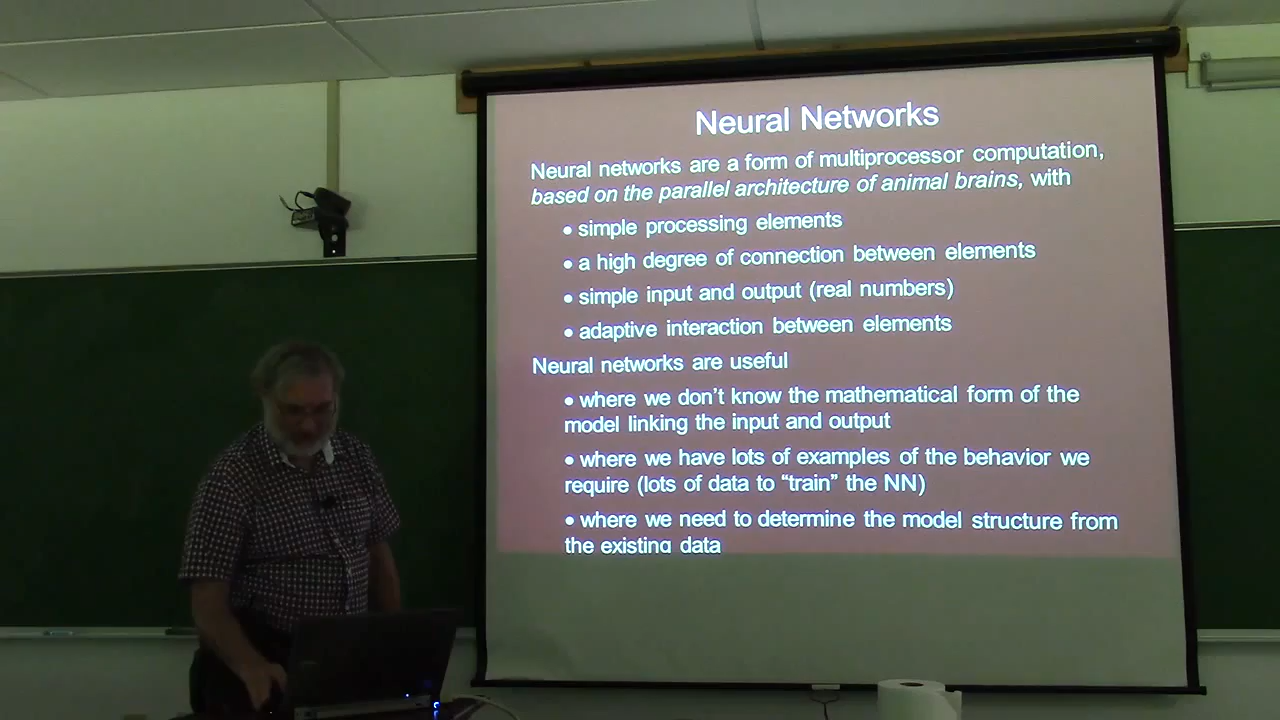 Neural Networks
Neural networks are a form of multiprocessor computation,
based on the parallel architecture of animal brains, with
• simple processing elements
• a high degree of connection between elements
• simple input and output (real numbers)
• adaptive interaction between elements
Neural networks are useful
• where we don't know the mathematical form of the
model linking the input and output
• where we have lots of examples of the behavior we
require (lots of data to “train” the NN)
• where we need to determine the model structure from
the existing data